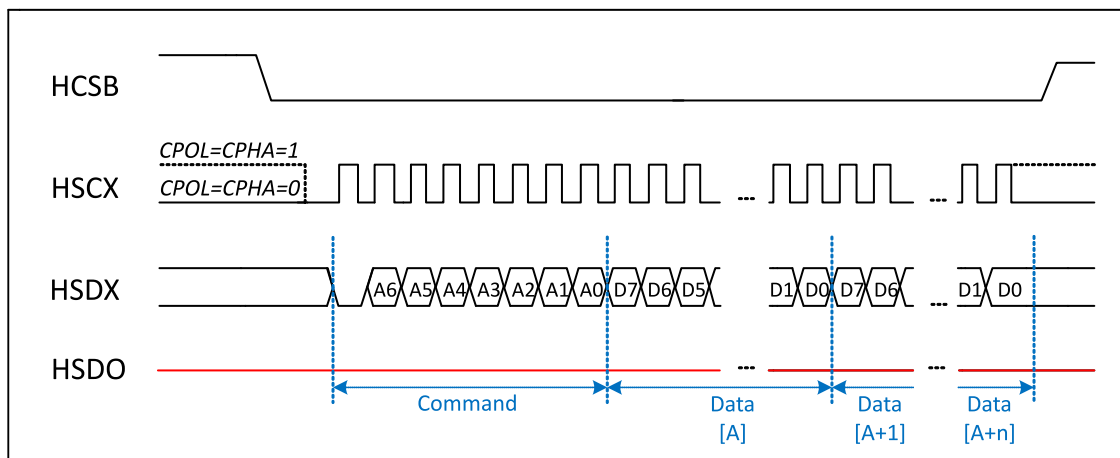 HCSB
CPOL=CPHA=1
CPOL=CPHA=0
HSCX
... ...
HSDX
A6 A5 A4 A3 A2 A1 A0 D7 D6 D5 ... D1 D0 D7 D6 ... D1 D0
HSDO
... ...
Command Data Data Data
[A] [A+1] [A+n]